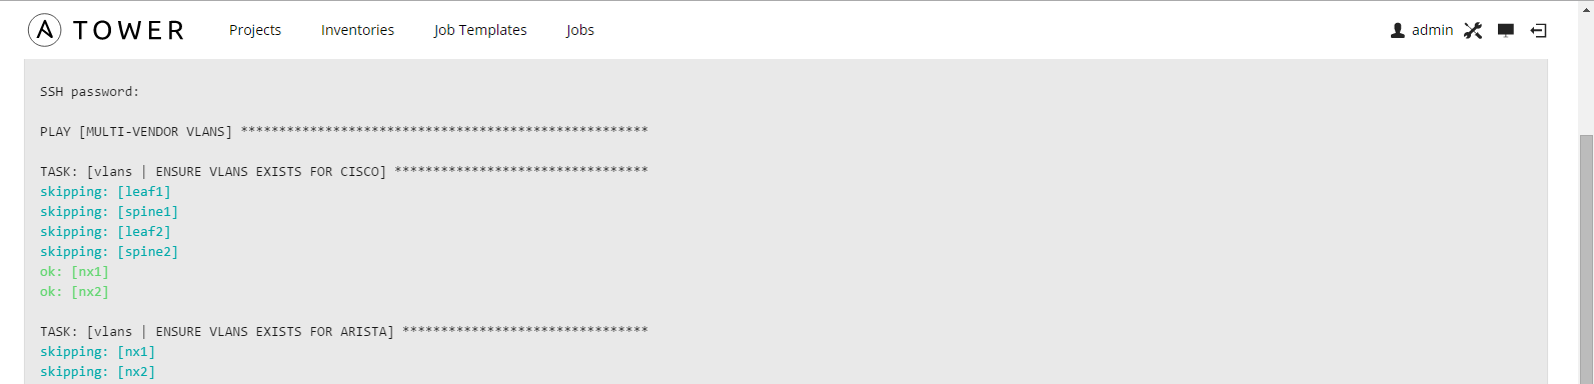 A TOWER Projects Inventories Job Templates Jobs admin
SSH password:
PLAY [MULTI-VENDOR VLANS] *****************************************************
TASK: [vlans | ENSURE VLANS EXISTS FOR CISCO] *********************************
skipping: [leaf1]
skipping: [spine1]
skipping: [leaf2]
skipping: [spine2]
ok: [nx1]
ok: [nx2]
TASK: [vlans | ENSURE VLANS EXISTS FOR ARISTA] ********************************
skipping: [nx1]
skipping: [nx2]